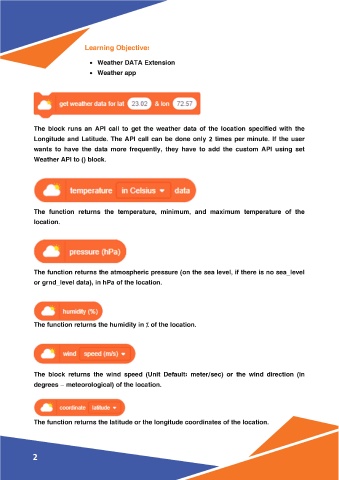 Learning Objective:
• Weather DATA Extension
• Weather app
get weather data for lat 23.02 & lon 72.57
The block runs an API call to get the weather data of the location specified with the
Longitude and Latitude. The API call can be done only 2 times per minute. If the user
wants to have the data more frequently, they have to add the custom API using set
Weather API to () block.
temperature in Celsius data
The function returns the temperature, minimum, and maximum temperature of the
location.
pressure (hPa)
The function returns the atmospheric pressure (on the sea level, if there is no sea_level
or grnd_level data), in hPa of the location.
humidity (%)
The function returns the humidity in % of the location.
wind speed (m/s)
The block returns the wind speed (Unit Default: meter/sec) or the wind direction (in
degrees – meteorological) of the location.
coordinate latitude
The function returns the latitude or the longitude coordinates of the location.
2